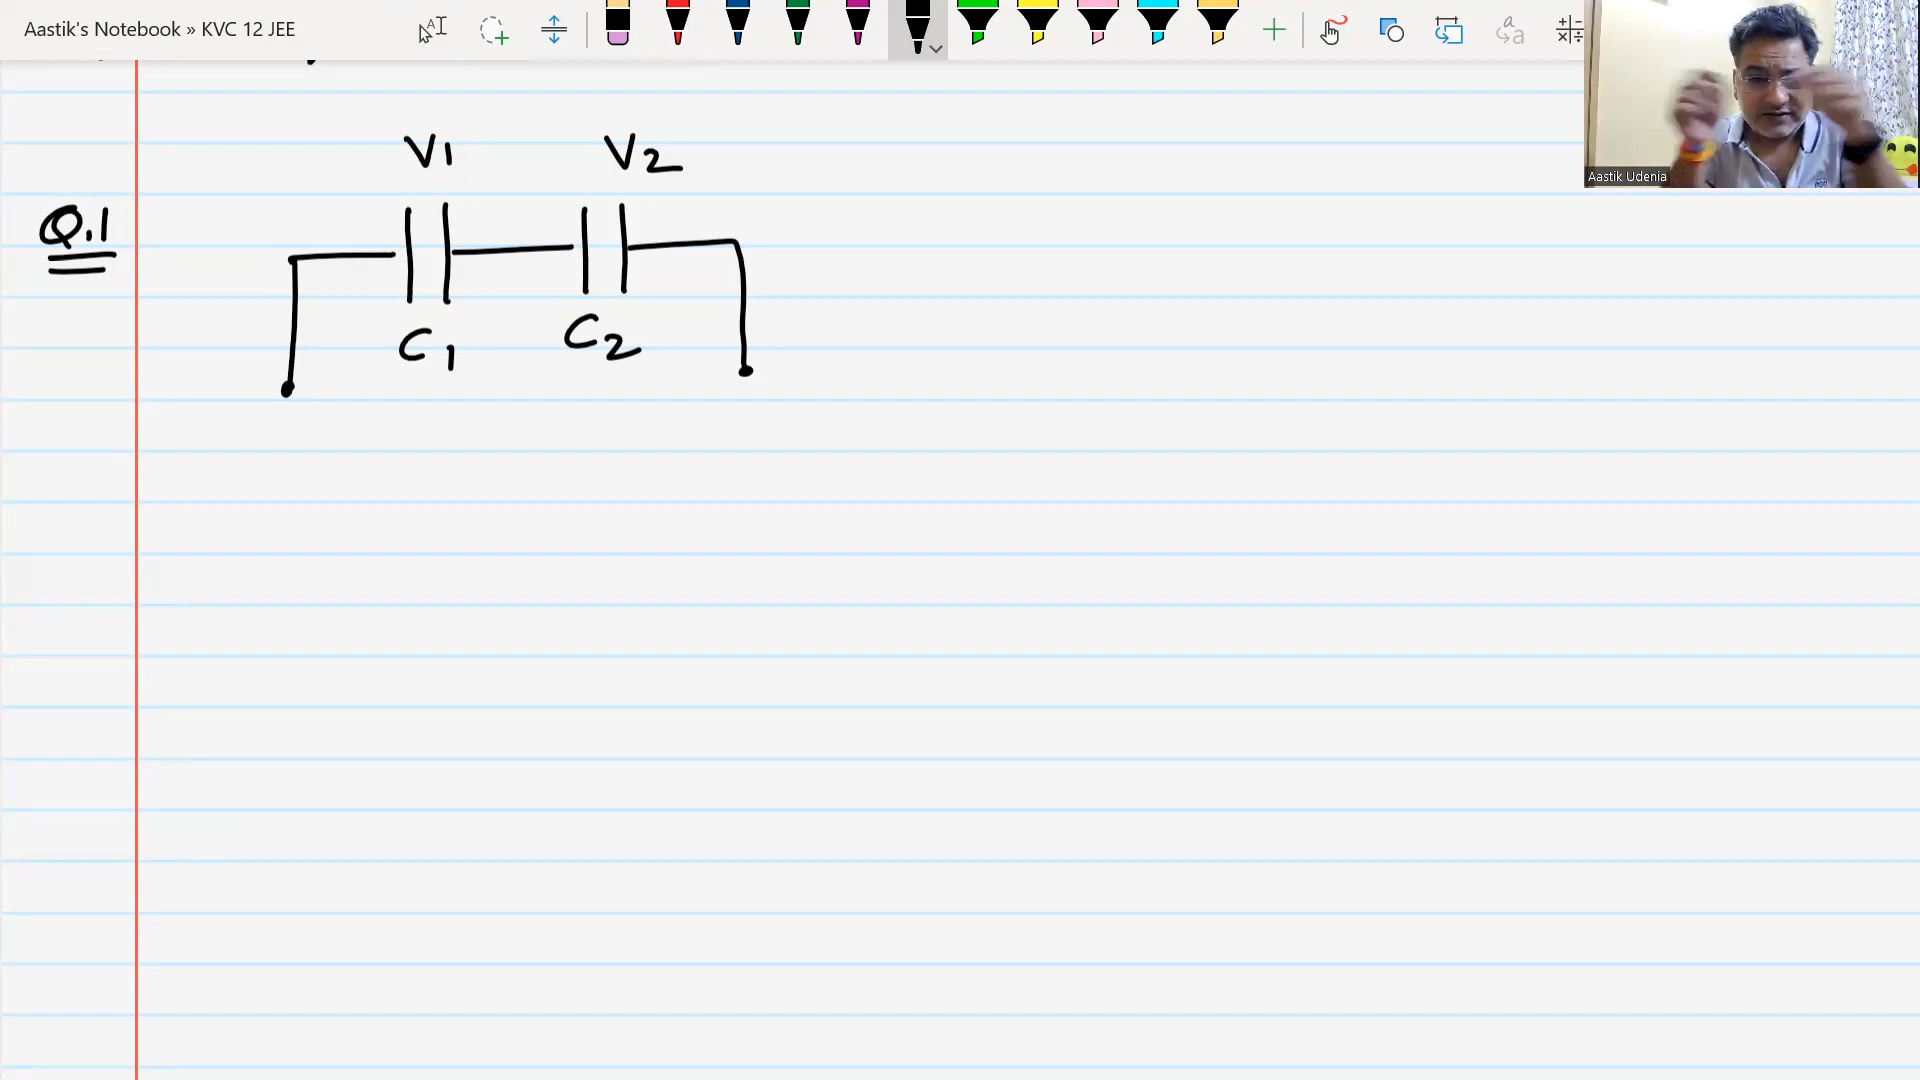 Aastik's Notebook » KVC 12 JEE
V1 V2
Q.1
C1 C2
Aastik Udenia